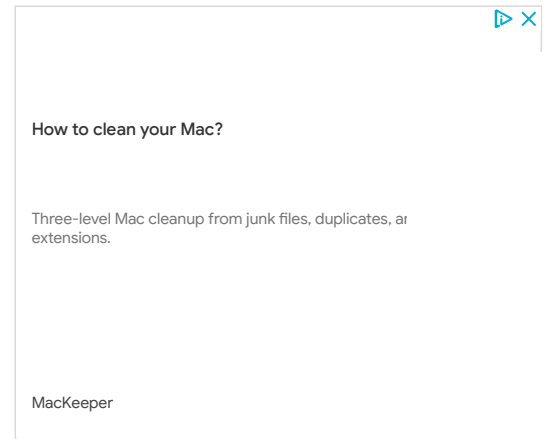 How to clean your Mac?
Three-level Mac cleanup from junk files, duplicates,
extensions.
MacKeeper